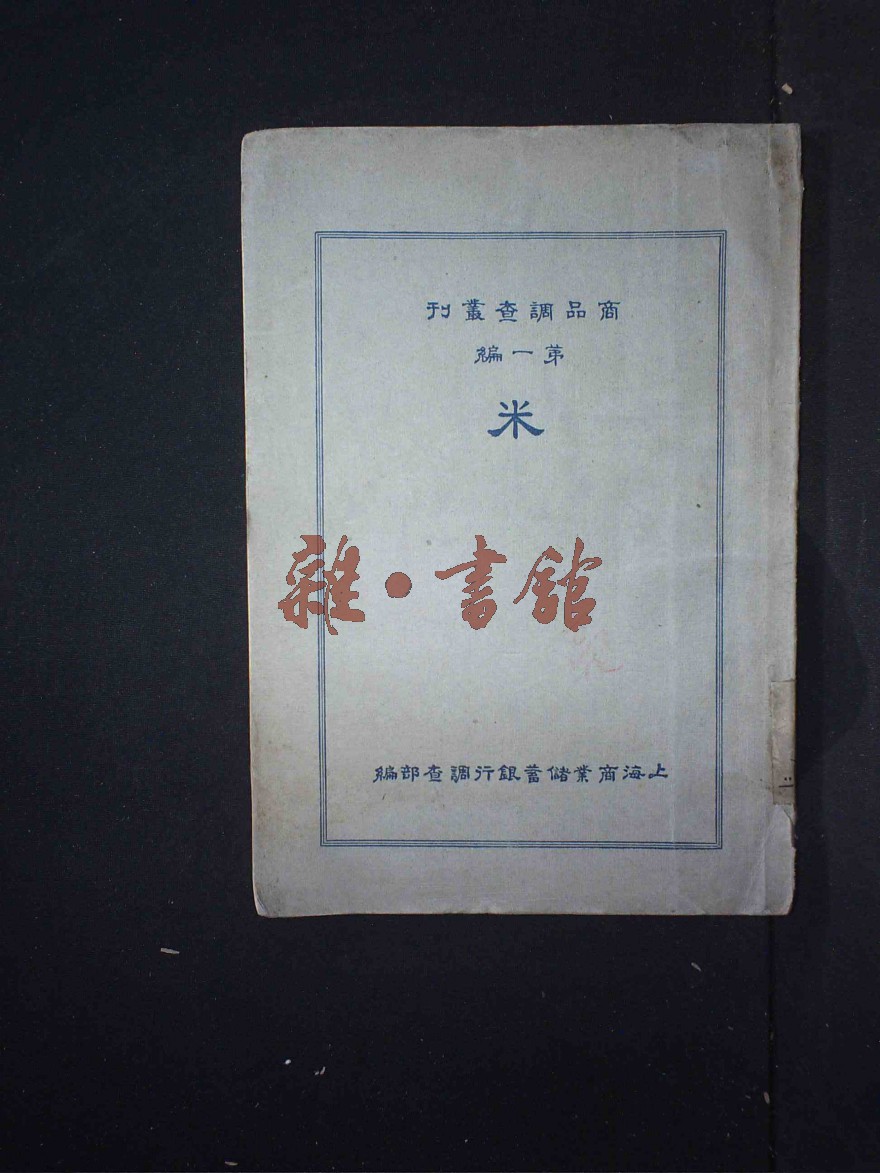 商品調查叢刊
第一編
米
雜·書館
上海商業儲蓄銀行調查部編